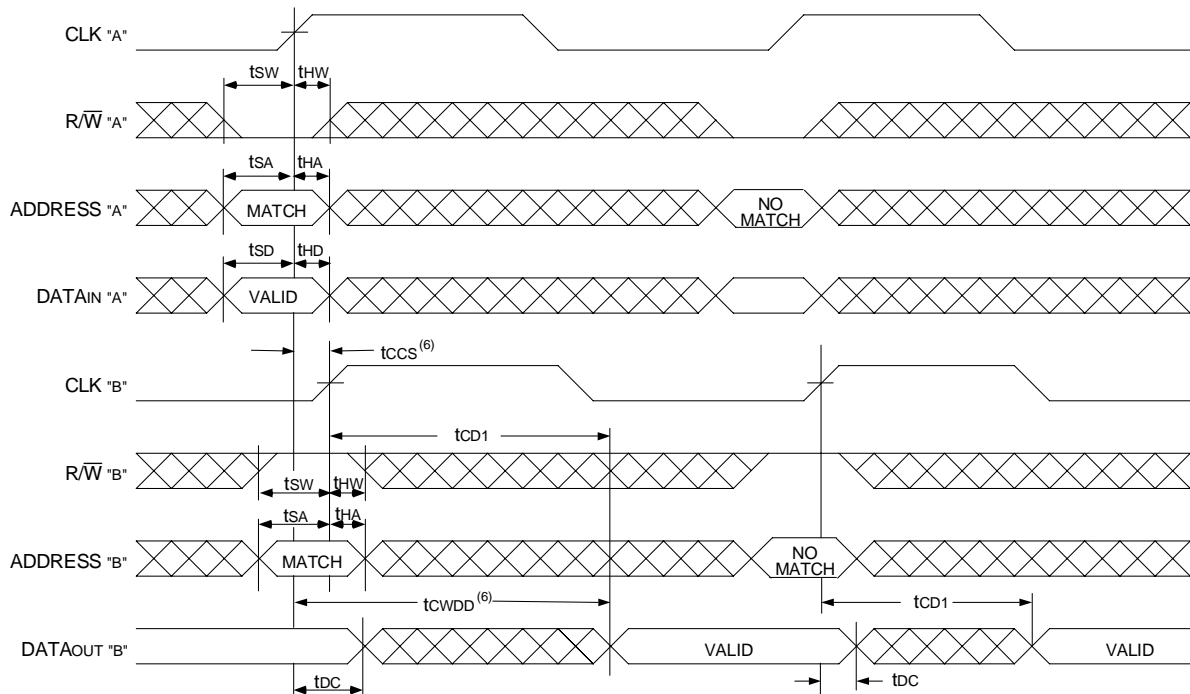 CLK "A"
tSW tHW
R/W̅ "A"
tSA tHA
ADDRESS "A" MATCH NO MATCH
tSD tHD
DATAIN "A" VALID
tCCS(6)
CLK "B"
tCD1
R/W̅ "B"
tSW tHW
tSA tHA
ADDRESS "B" MATCH NO MATCH
tCWDD(6) tCD1
DATAOUT "B" VALID VALID
tDC tDC